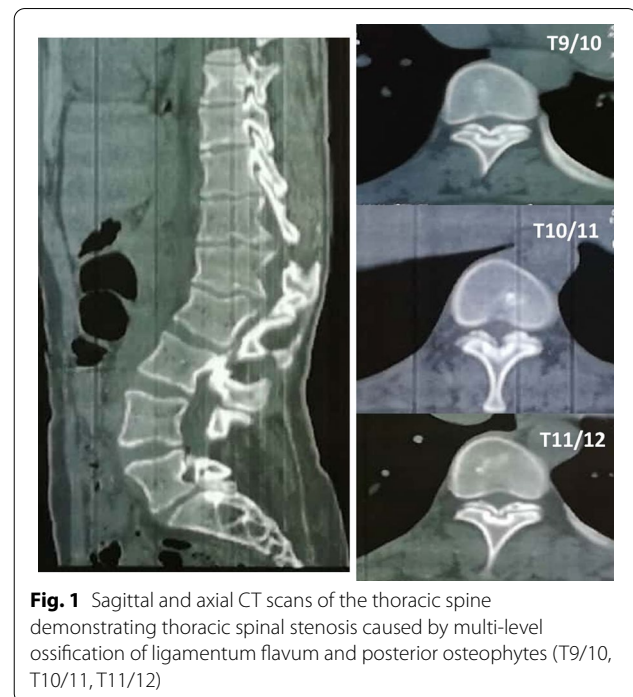 T9/10
T10/11
T11/12
Fig. 1 Sagittal and axial CT scans of the thoracic spine
demonstrating thoracic spinal stenosis caused by multi-level
ossification of ligamentum flavum and posterior osteophytes (T9/10,
T10/11, T11/12)